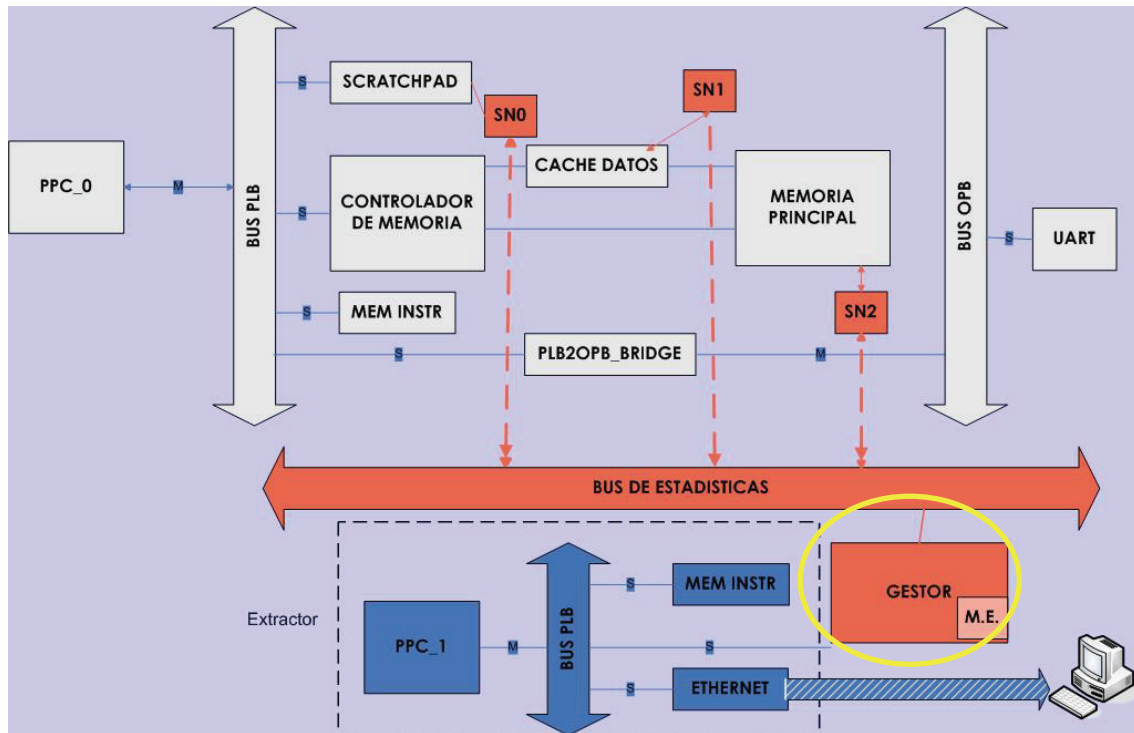 SCRATCHPAD
S
SN0
SN1
PPC_0
M
BUS PLB
S
CONTROLADOR
DE MEMORIA
CACHE DATOS
MEMORIA
PRINCIPAL
BUS OPB
S
UART
S
MEM INSTR
SN2
S
PLB2OPB_BRIDGE
M
BUS DE ESTADISTICAS
Extractor
PPC_1
M
BUS PLB
S
MEM INSTR
S
S
ETHERNET
GESTOR
M.E.